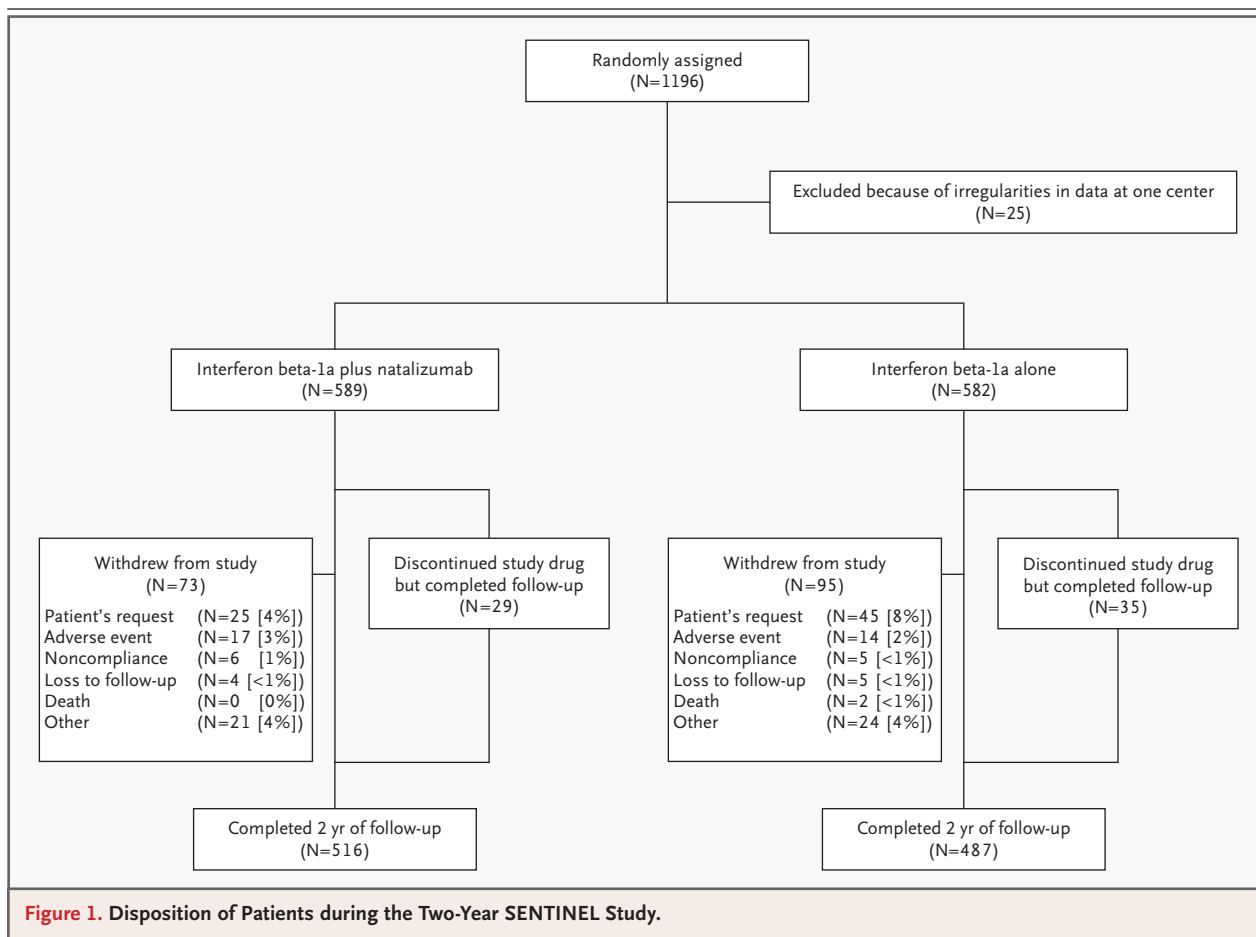 Randomly assigned
(N=1196)
Excluded because of irregularities in data at one center
(N=25)
Interferon beta-1a plus natalizumab
(N=589)
Interferon beta-1a alone
(N=582)
Withdrew from study
(N=73)
Patient's request (N=25 [4%])
Adverse event (N=17 [3%])
Noncompliance (N=6 [1%])
Loss to follow-up (N=4 [<1%])
Death (N=0 [0%])
Other (N=21 [4%])
Discontinued study drug
but completed follow-up
(N=29)
Withdrew from study
(N=95)
Patient's request (N=45 [8%])
Adverse event (N=14 [2%])
Noncompliance (N=5 [<1%])
Loss to follow-up (N=5 [<1%])
Death (N=2 [<1%])
Other (N=24 [4%])
Discontinued study drug
but completed follow-up
(N=35)
Completed 2 yr of follow-up
(N=516)
Completed 2 yr of follow-up
(N=487)
Figure 1. Disposition of Patients during the Two-Year SENTINEL Study.